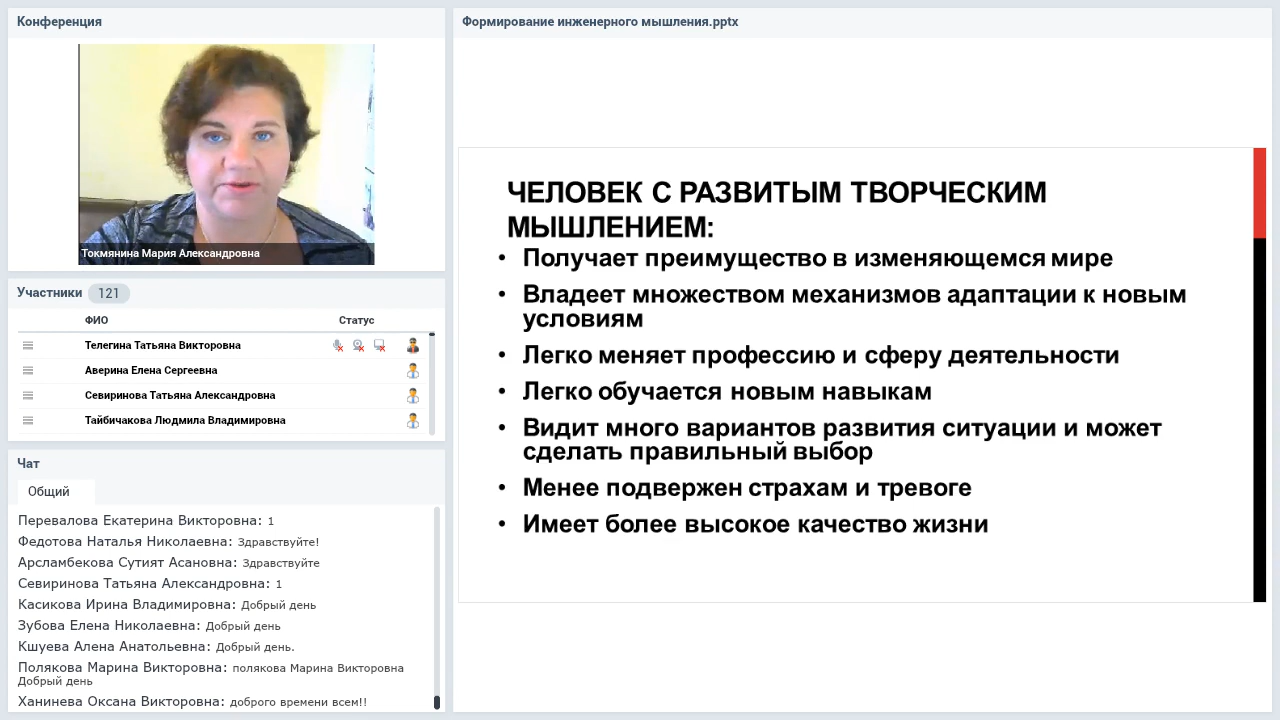 Конференция
Токмянина Мария Александровна
Участники 121
ФИО Статус
Телегина Татьяна Викторовна
Аверина Елена Сергеевна
Севиринова Татьяна Александровна
Тайбичакова Людмила Владимировна
Чат
Общий
Перевалова Екатерина Викторовна: 1
Федотова Наталья Николаевна: Здравствуйте!
Арсламбекова Сутият Асановна: Здравствуйте
Севиринова Татьяна Александровна: 1
Касикова Ирина Владимировна: Добрый день
Зубова Елена Николаевна: Добрый день
Кшуева Алена Анатольевна: Добрый день.
Полякова Марина Викторовна: полякова Марина Викторовна
Добрый день
Ханинева Оксана Викторовна: доброго времени всем!!
Формирование инженерного мышления.pptx
ЧЕЛОВЕК С РАЗВИТЫМ ТВОРЧЕСКИМ
МЫШЛЕНИЕМ:
• Получает преимущество в изменяющемся мире
• Владеет множеством механизмов адаптации к новым
условиям
• Легко меняет профессию и сферу деятельности
• Легко обучается новым навыкам
• Видит много вариантов развития ситуации и может
сделать правильный выбор
• Менее подвержен страхам и тревоге
• Имеет более высокое качество жизни